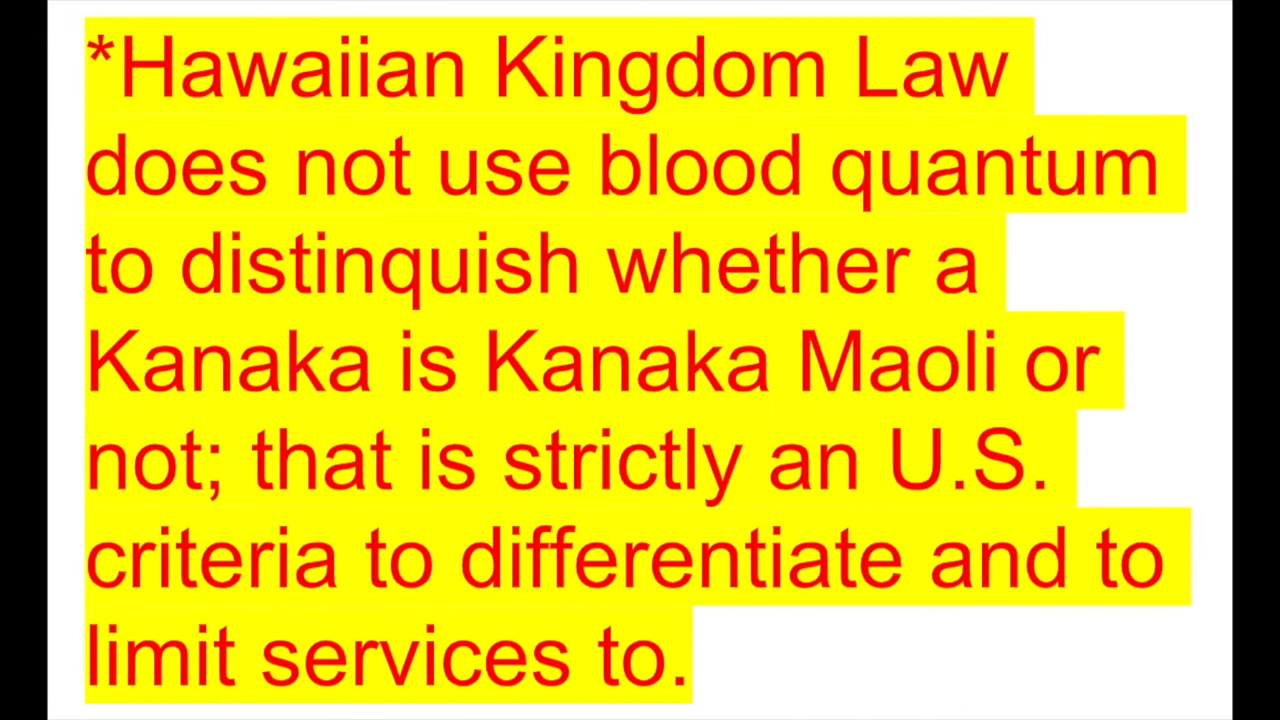 *Hawaiian Kingdom Law
does not use blood quantum
to distinquish whether a
Kanaka is Kanaka Maoli or
not; that is strictly an U.S.
criteria to differentiate and to
limit services to.